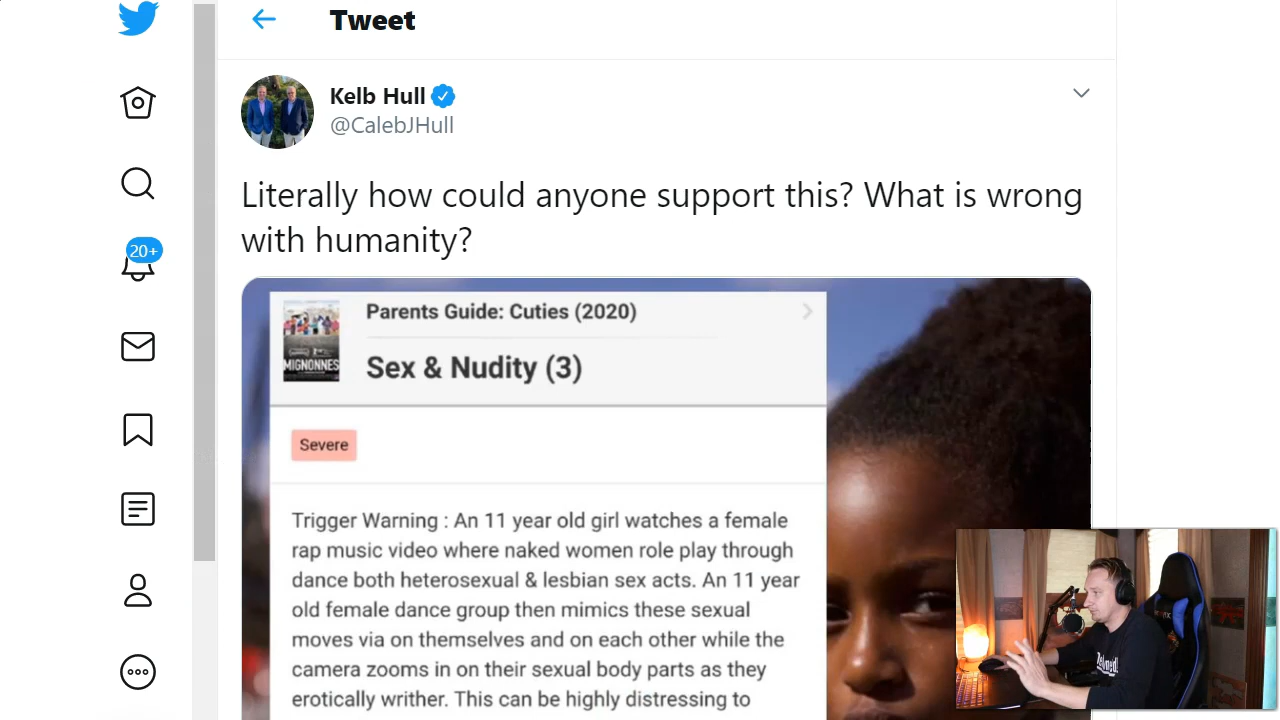 Tweet
Kelb Hull
@CalebJHull
Literally how could anyone support this? What is wrong
with humanity?
20+
Parents Guide: Cuties (2020)
Sex & Nudity (3)
MIGNONNES
Severe
Trigger Warning : An 11 year old girl watches a female
rap music video where naked women role play through
dance both heterosexual & lesbian sex acts. An 11 year
old female dance group then mimics these sexual
moves via on themselves and on each other while the
camera zooms in on their sexual body parts as they
erotically writher. This can be highly distressing to